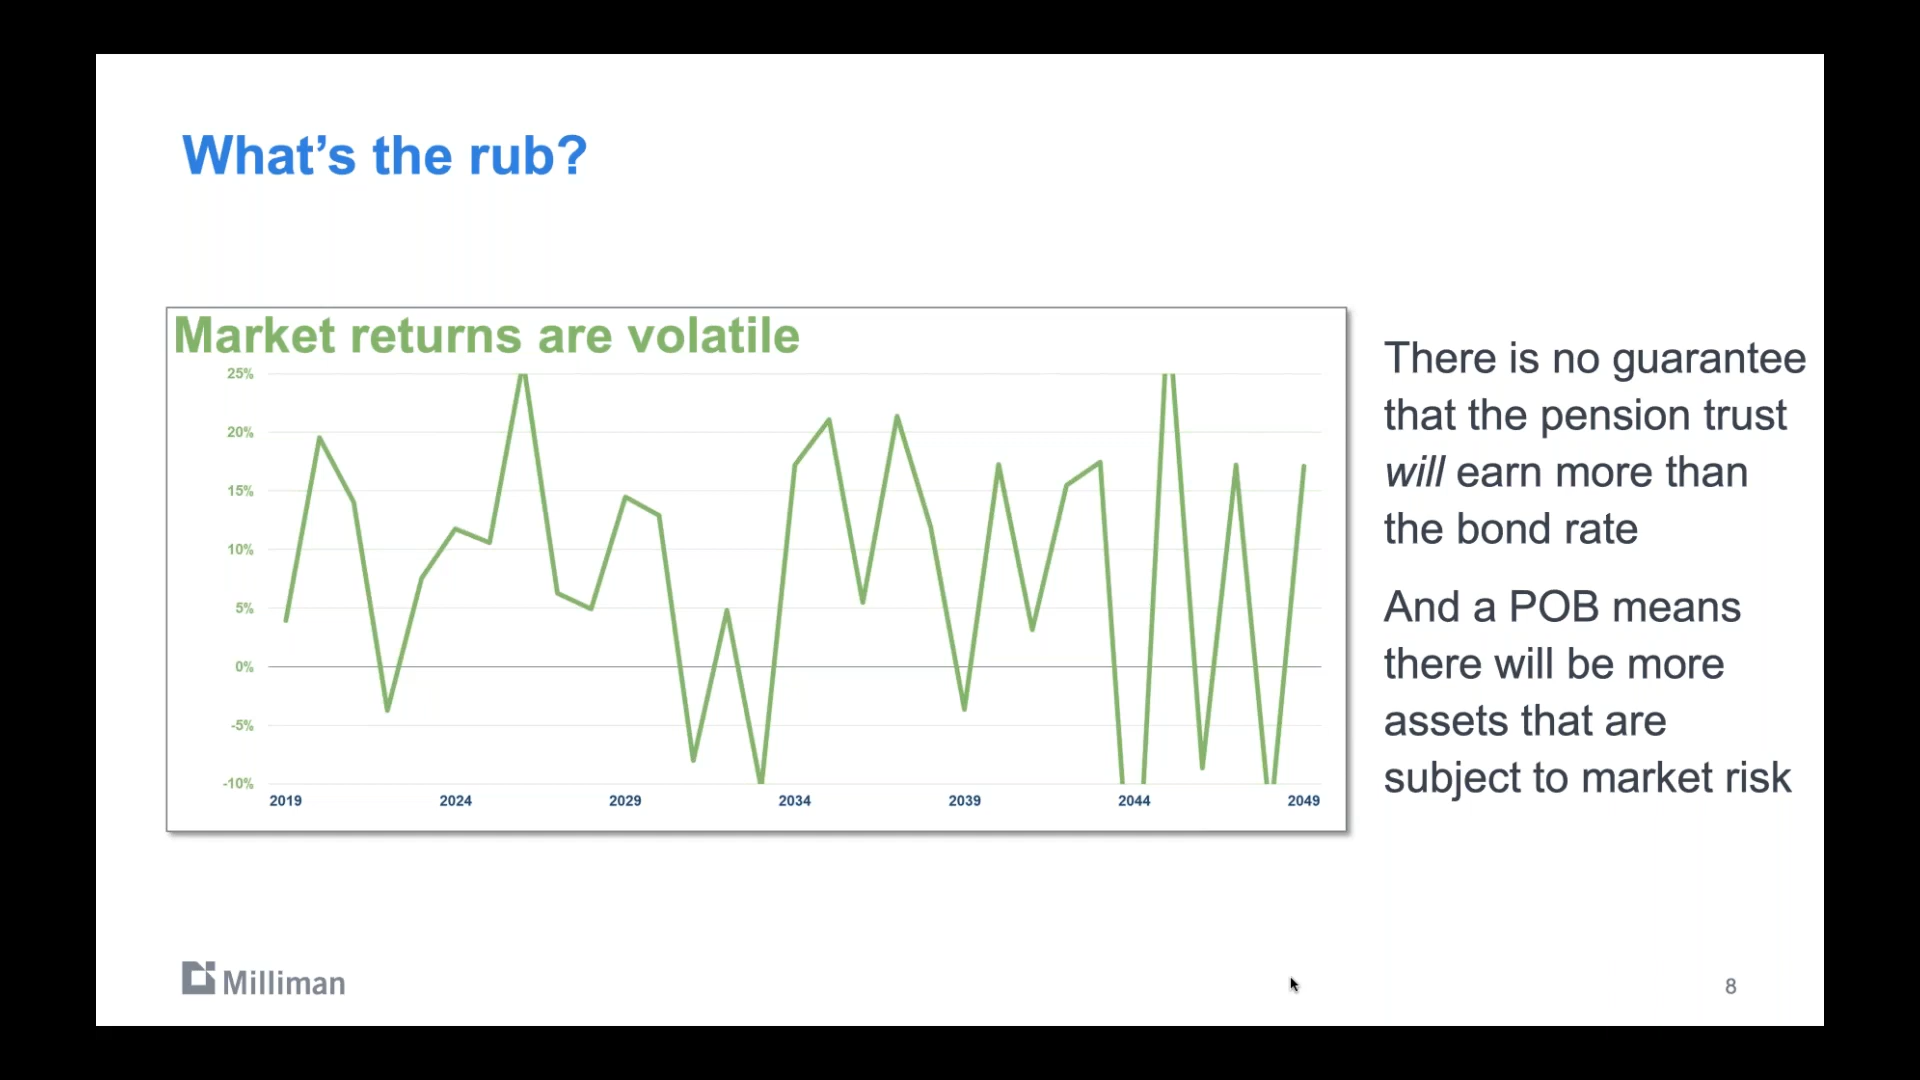 What's the rub?
Market returns are volatile
25%
20%
15%
10%
5%
0%
-5%
-10%
2019 2024 2029 2034 2039 2044 2049
There is no guarantee
that the pension trust
will earn more than
the bond rate
And a POB means
there will be more
assets that are
subject to market risk
Milliman
8